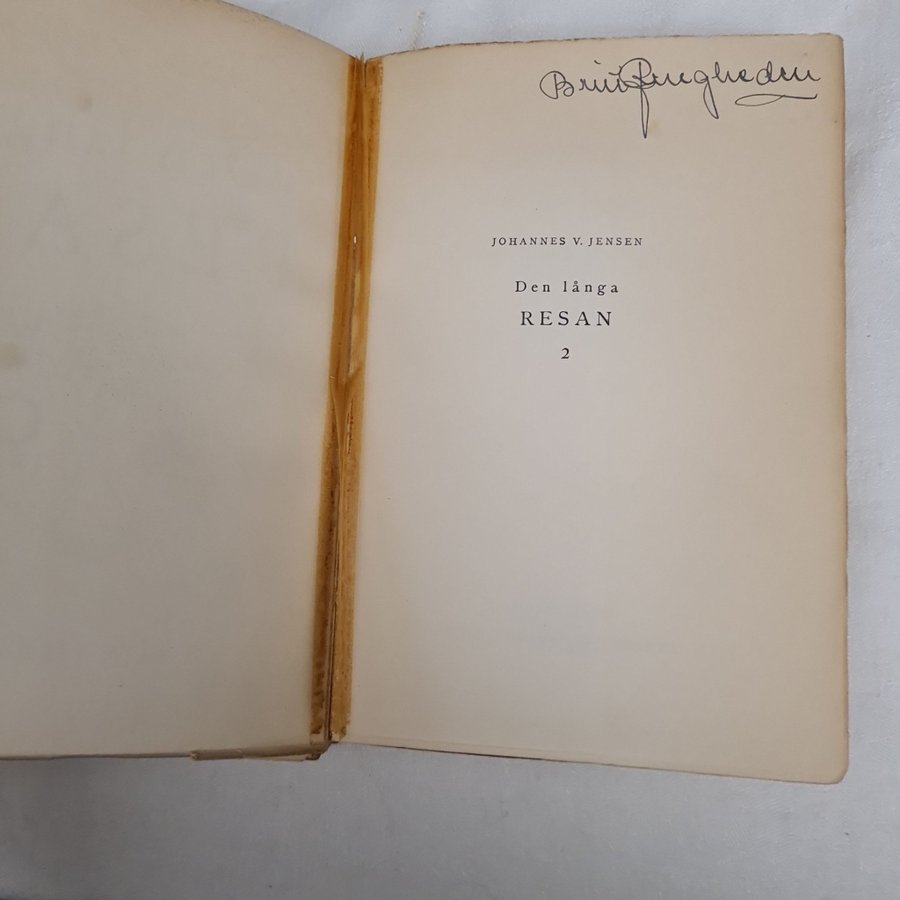 JOHANNES V. JENSEN
Den långa
RESAN
2